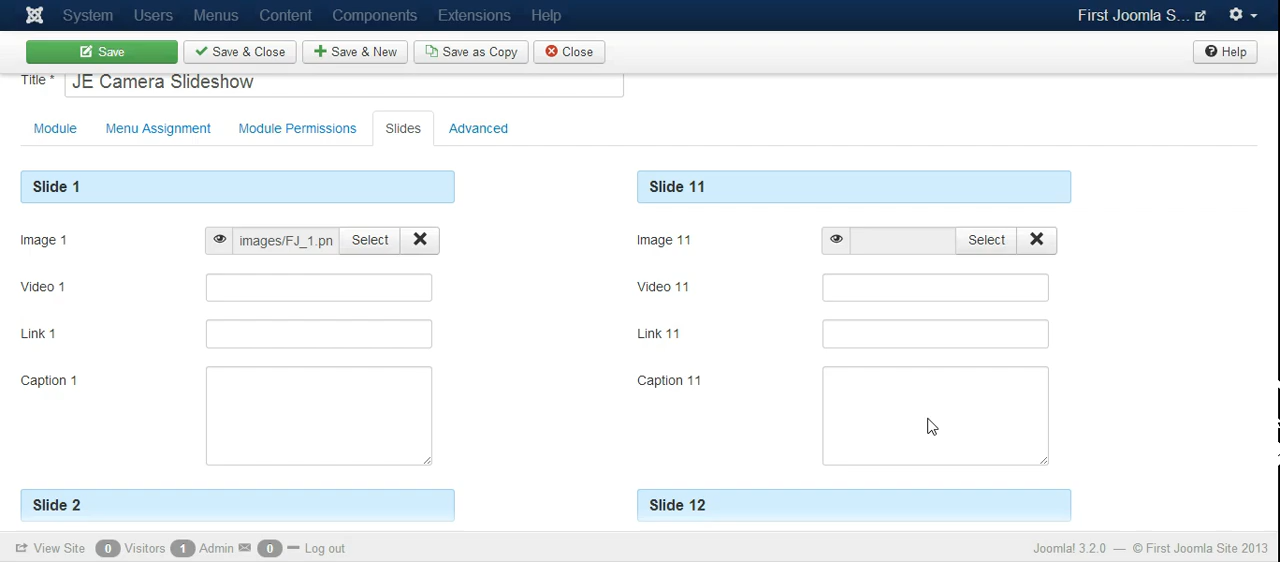 System Users Menus Content Components Extensions Help First Joomla S...
Save Save & Close Save & New Save as Copy Close Help
Title * JE Camera Slideshow
Module Menu Assignment Module Permissions Slides Advanced
Slide 1
Image 1 images/FJ_1.pn Select
Video 1
Link 1
Caption 1
Slide 2
Slide 11
Image 11 Select
Video 11
Link 11
Caption 11
Slide 12
View Site 0 Visitors 1 Admin 0 Log out Joomla! 3.2.0 — © First Joomla Site 2013